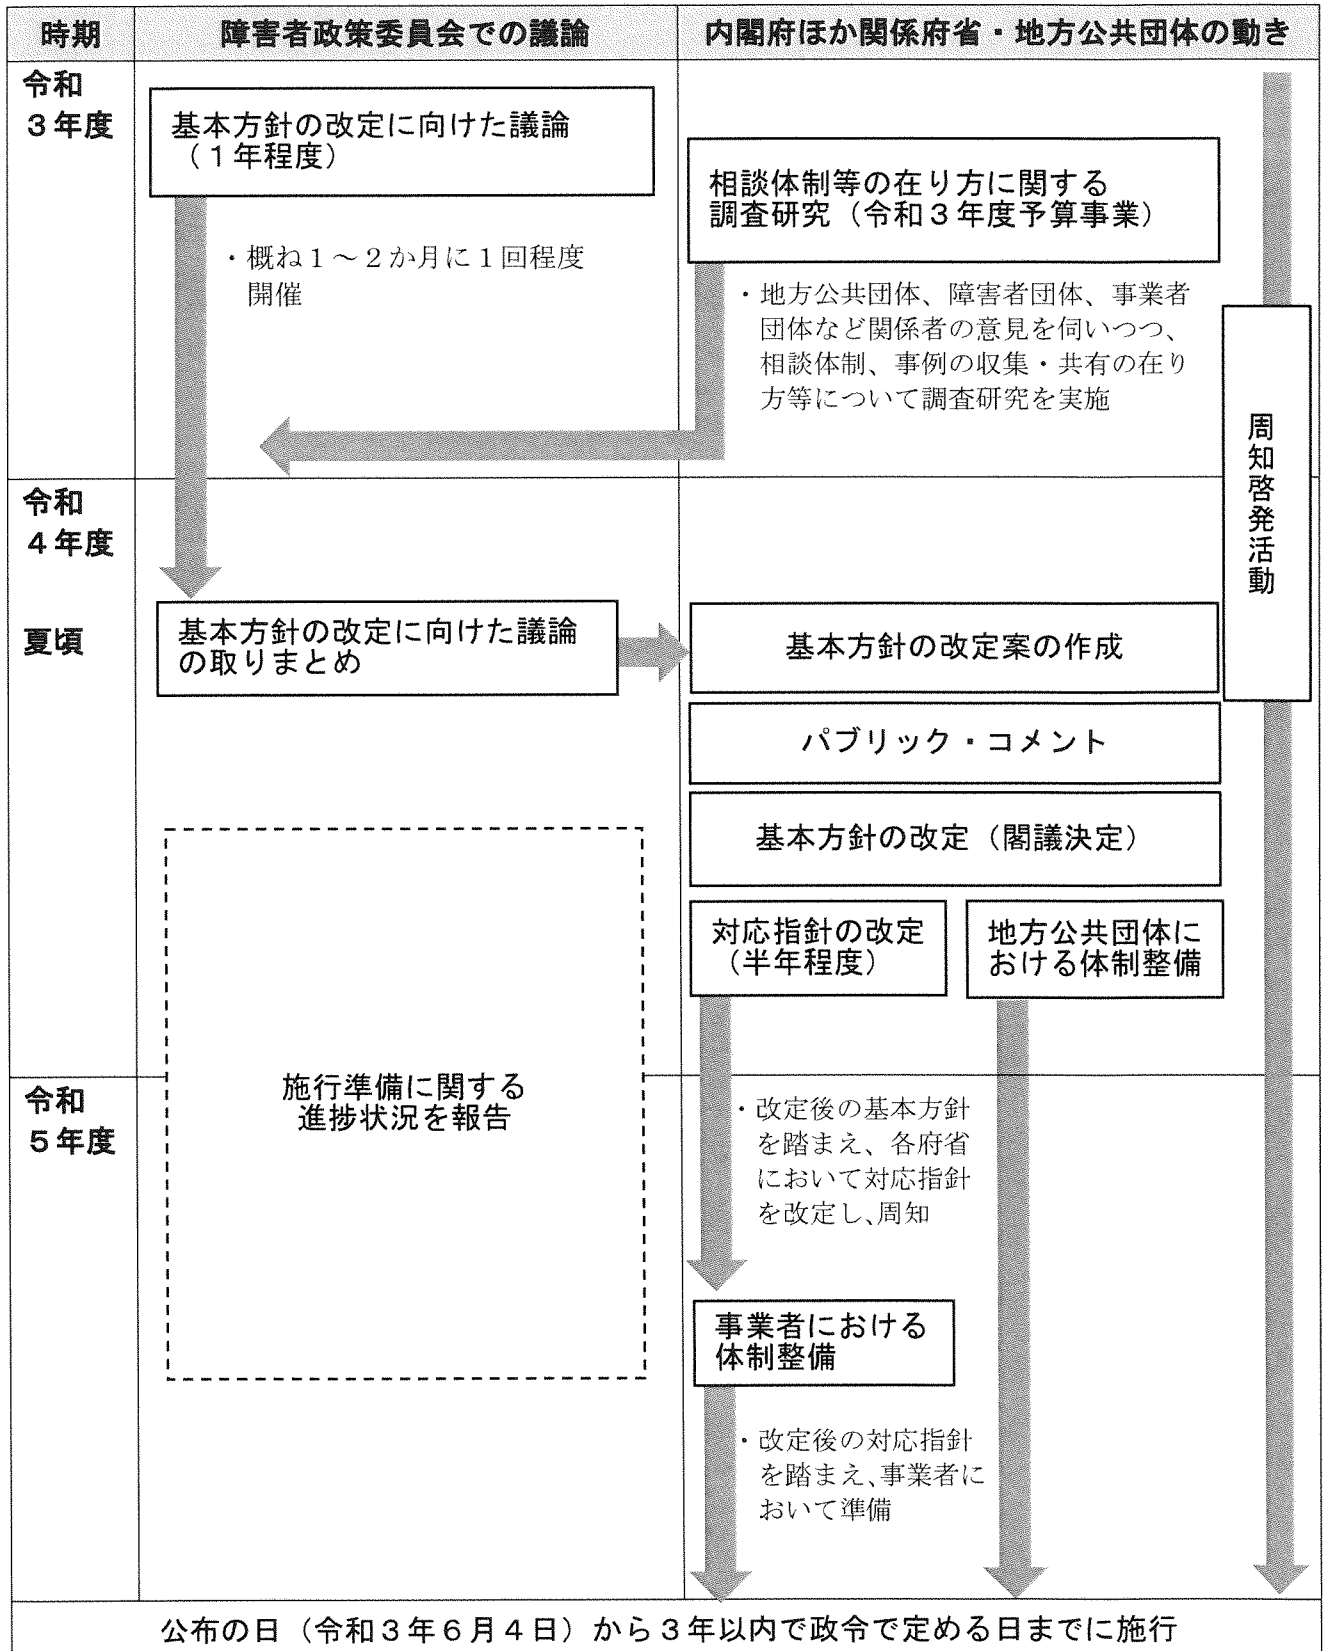 時期
障害者政策委員会での議論
内閣府ほか関係府省・地方公共団体の動き
令和
３年度
基本方針の改定に向けた議論
（１年程度）
・概ね１～２か月に１回程度
開催
相談体制等の在り方に関する
調査研究（令和３年度予算事業）
・地方公共団体、障害者団体、事業者
団体など関係者の意見を伺いつつ、
相談体制、事例の収集・共有の在り
方等について調査研究を実施
周知啓発活動
令和
４年度
夏頃
基本方針の改定に向けた議論
の取りまとめ
基本方針の改定案の作成
パブリック・コメント
基本方針の改定（閣議決定）
対応指針の改定
（半年程度）
地方公共団体に
おける体制整備
施行準備に関する
進捗状況を報告
令和
５年度
・改定後の基本方針
を踏まえ、各府省
において対応指針
を改定し、周知
事業者における
体制整備
・改定後の対応指針
を踏まえ、事業者に
おいて準備
公布の日（令和３年６月４日）から３年以内で政令で定める日までに施行